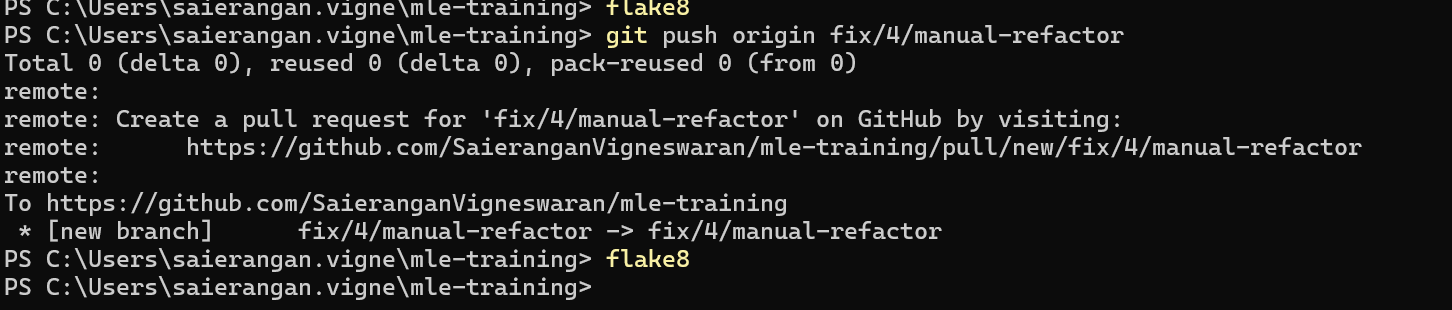 PS C:\Users\saierangan.vigne\mle-training> flake8
PS C:\Users\saierangan.vigne\mle-training> git push origin fix/4/manual-refactor
Total 0 (delta 0), reused 0 (delta 0), pack-reused 0 (from 0)
remote:
remote: Create a pull request for 'fix/4/manual-refactor' on GitHub by visiting:
remote:      https://github.com/SaieranganVigneswaran/mle-training/pull/new/fix/4/manual-refactor
remote:
To https://github.com/SaieranganVigneswaran/mle-training
 * [new branch]      fix/4/manual-refactor -> fix/4/manual-refactor
PS C:\Users\saierangan.vigne\mle-training> flake8
PS C:\Users\saierangan.vigne\mle-training>